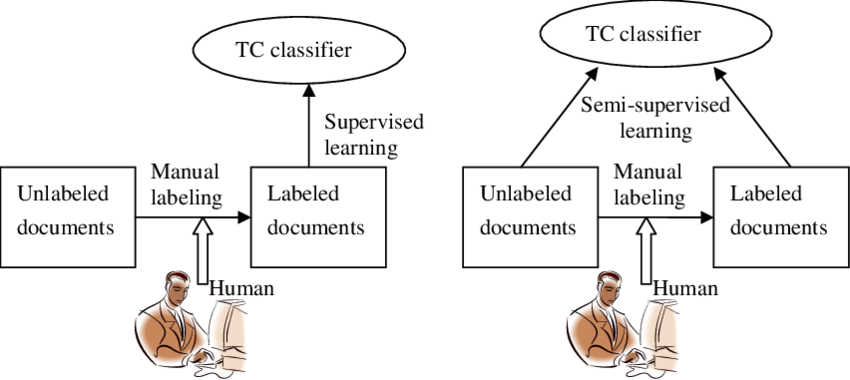 TC classifier
Supervised
learning
Manual
labeling
Unlabeled
documents
Labeled
documents
Human
TC classifier
Semi-supervised
learning
Manual
labeling
Unlabeled
documents
Labeled
documents
Human